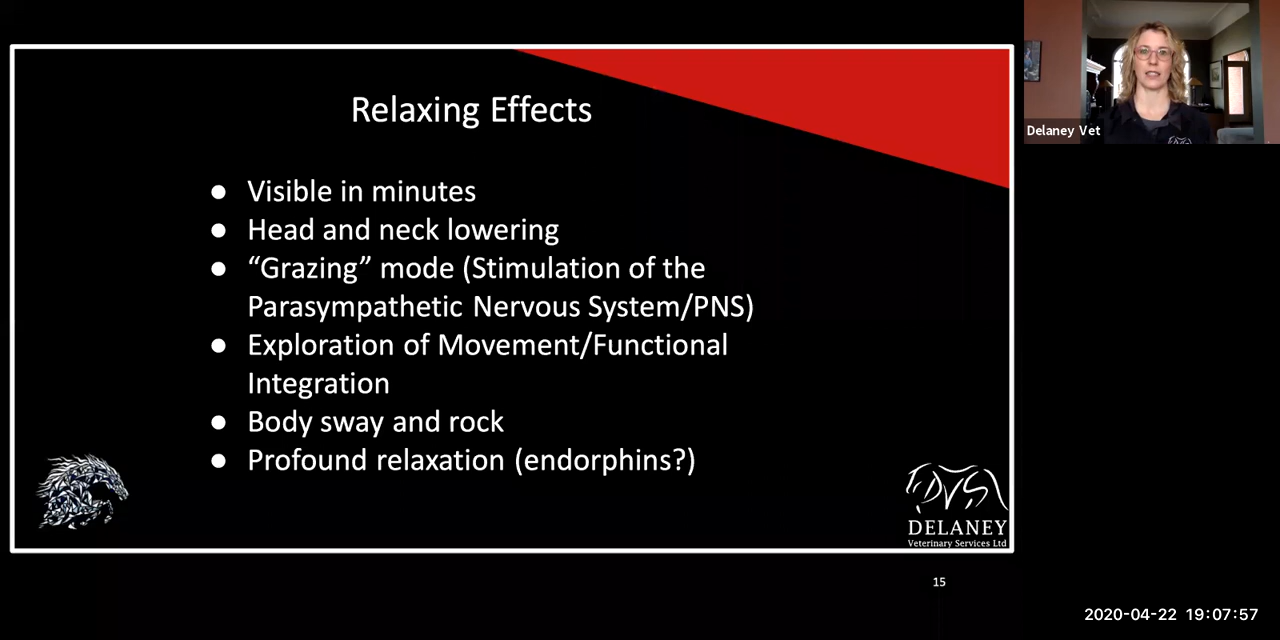 Relaxing Effects
● Visible in minutes
● Head and neck lowering
● “Grazing” mode (Stimulation of the
Parasympathetic Nervous System/PNS)
● Exploration of Movement/Functional
Integration
● Body sway and rock
● Profound relaxation (endorphins?)
DVS
DELANEY
Veterinary Services Ltd
15
Delaney Vet
2020-04-22 19:07:57